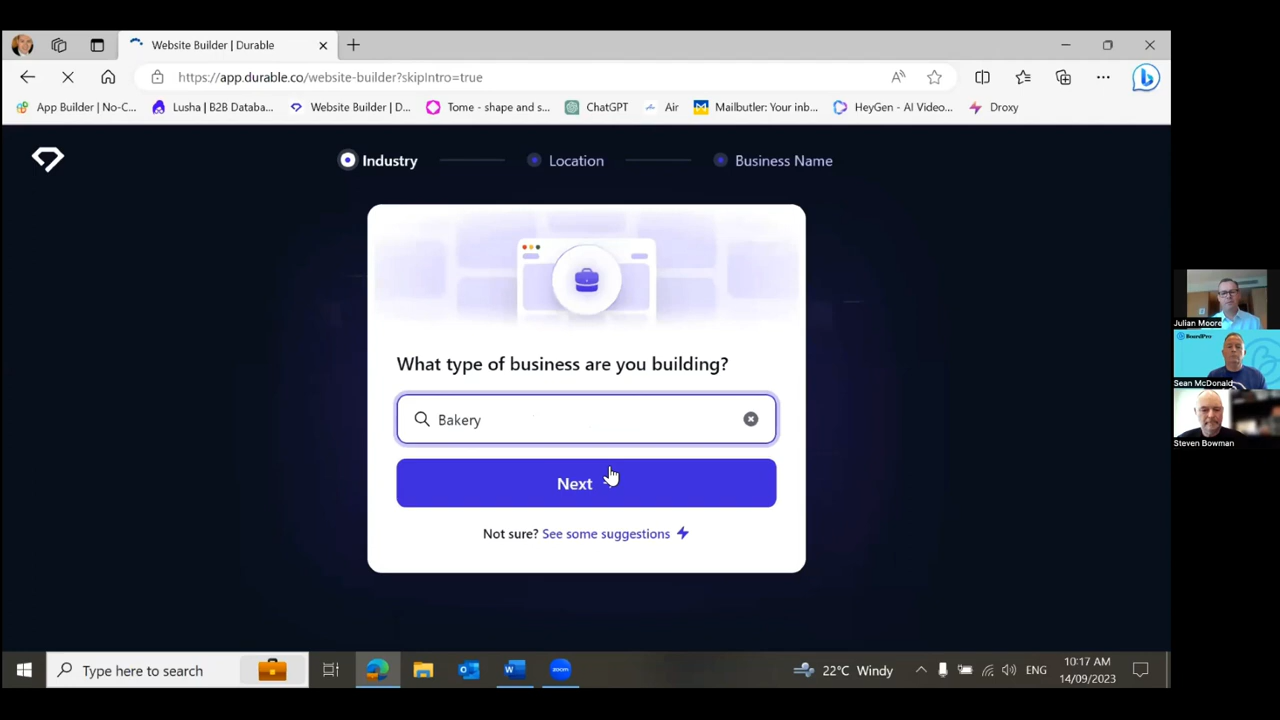 Website Builder | Durable
https://app.durable.co/website-builder?skipIntro=true
App Builder | No-C...
Lusha | B2B Databa...
Website Builder | D...
Tome - shape and s...
ChatGPT
Air
Mailbutler: Your inb...
HeyGen - AI Video...
Droxy
Industry
Location
Business Name
What type of business are you building?
Bakery
Next
Not sure? See some suggestions
Julian Moore
BoardPro
Sean McDonald
Steven Bowman
Type here to search
22°C Windy
ENG
10:17 AM
14/09/2023